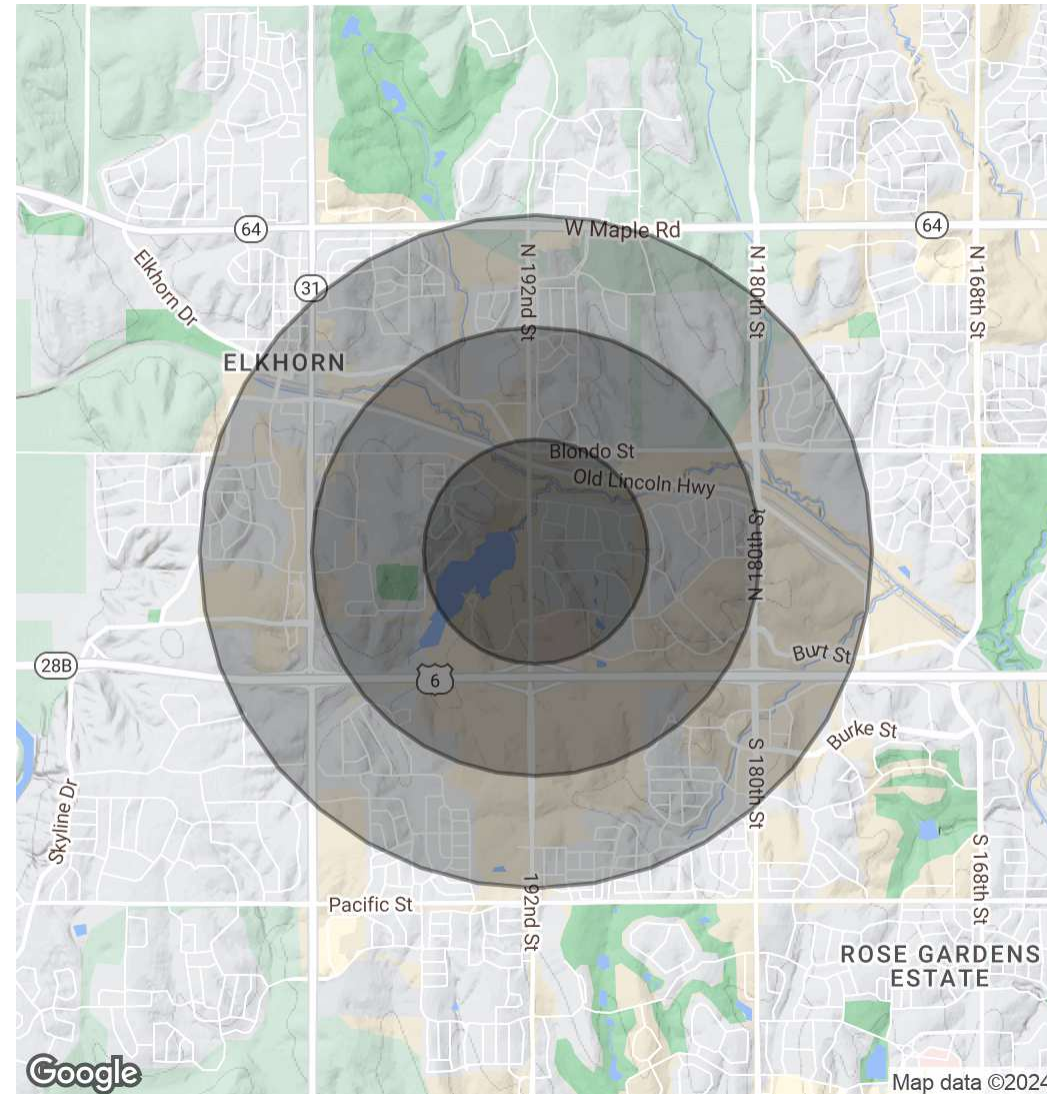 64
W Maple Rd
64
N 192nd St
N 180th St
N 168th St
Elkhorn Dr
31
ELKHORN
Blondo St
Old Lincoln Hwy
N 180th St
28B
6
Burt St
Burke St
S 180th St
Skyline Dr
S 168th St
192nd St
Pacific St
ROSE GARDENS
ESTATE
Google
Map data ©2024